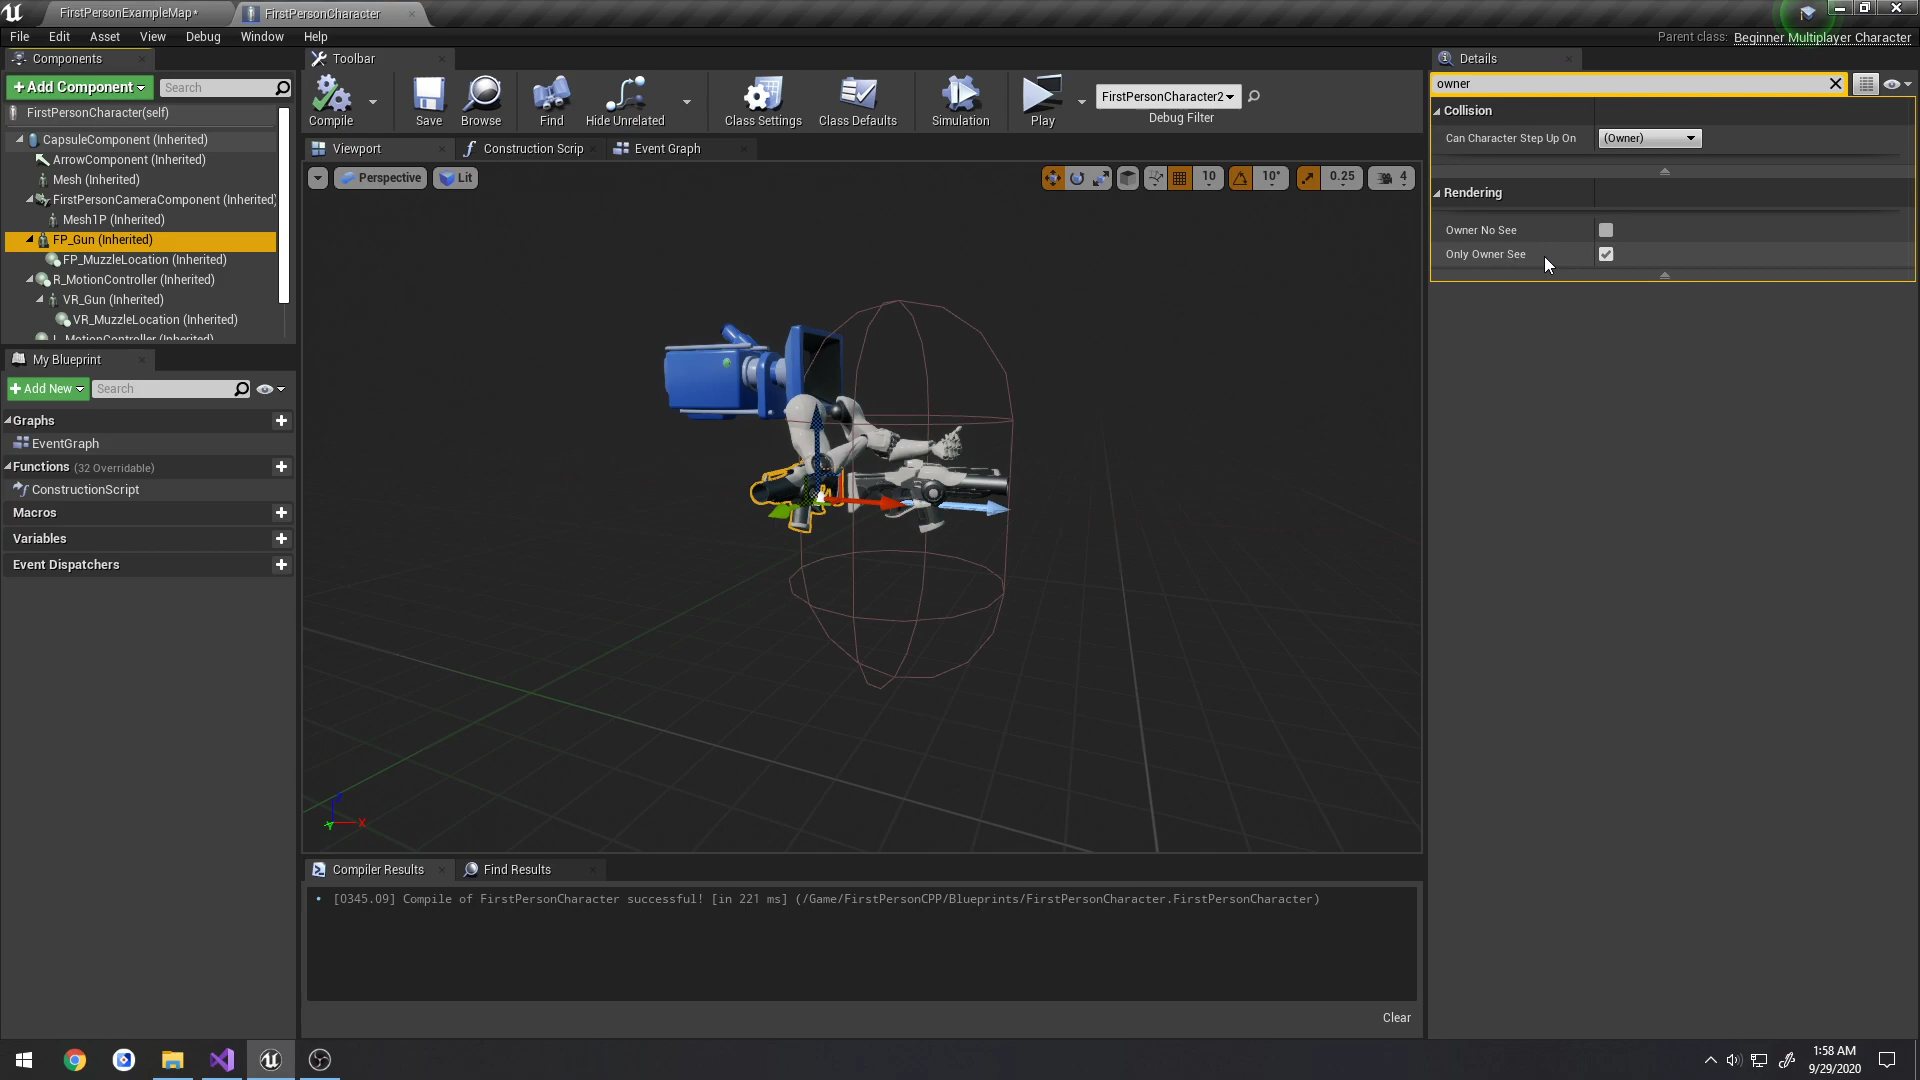 FirstPersonExampleMap*
FirstPersonCharacter
File Edit Asset View Debug Window Help
Parent class: Beginner Multiplayer Character
Components
+Add Component
Search
FirstPersonCharacter(self)
CapsuleComponent (Inherited)
ArrowComponent (Inherited)
Mesh (Inherited)
FirstPersonCameraComponent (Inherited)
Mesh1P (Inherited)
FP_Gun (Inherited)
FP_MuzzleLocation (Inherited)
R_MotionController (Inherited)
VR_Gun (Inherited)
VR_MuzzleLocation (Inherited)
L_MotionController (Inherited)
My Blueprint
+Add New
Search
Graphs
EventGraph
Functions (32 Overridable)
ConstructionScript
Macros
Variables
Event Dispatchers
Toolbar
Compile
Save
Browse
Find
Hide Unrelated
Class Settings
Class Defaults
Simulation
Play
FirstPersonCharacter2
Debug Filter
Viewport
Construction Scrip
Event Graph
Perspective
Lit
10
10°
0.25
4
X
Y
Compiler Results
Find Results
[0345.09] Compile of FirstPersonCharacter successful! [in 221 ms] (/Game/FirstPersonCPP/Blueprints/FirstPersonCharacter.FirstPersonCharacter)
Clear
Details
owner
Collision
Can Character Step Up On
(Owner)
Rendering
Owner No See
Only Owner See
1:58 AM
9/29/2020